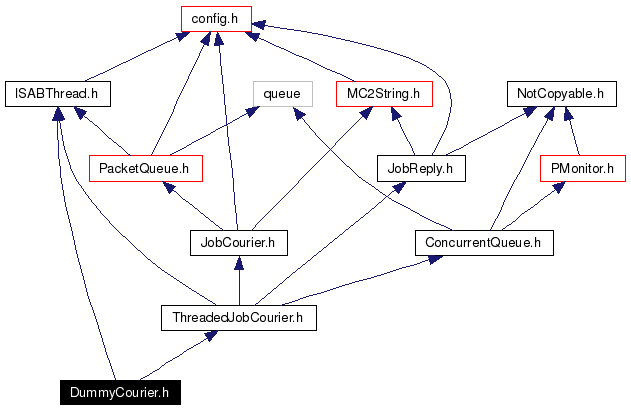 config.h
ISABThread.h
queue
MC2String.h
NotCopyable.h
PacketQueue.h
JobReply.h
PMonitor.h
JobCourier.h
ConcurrentQueue.h
ThreadedJobCourier.h
DummyCourier.h